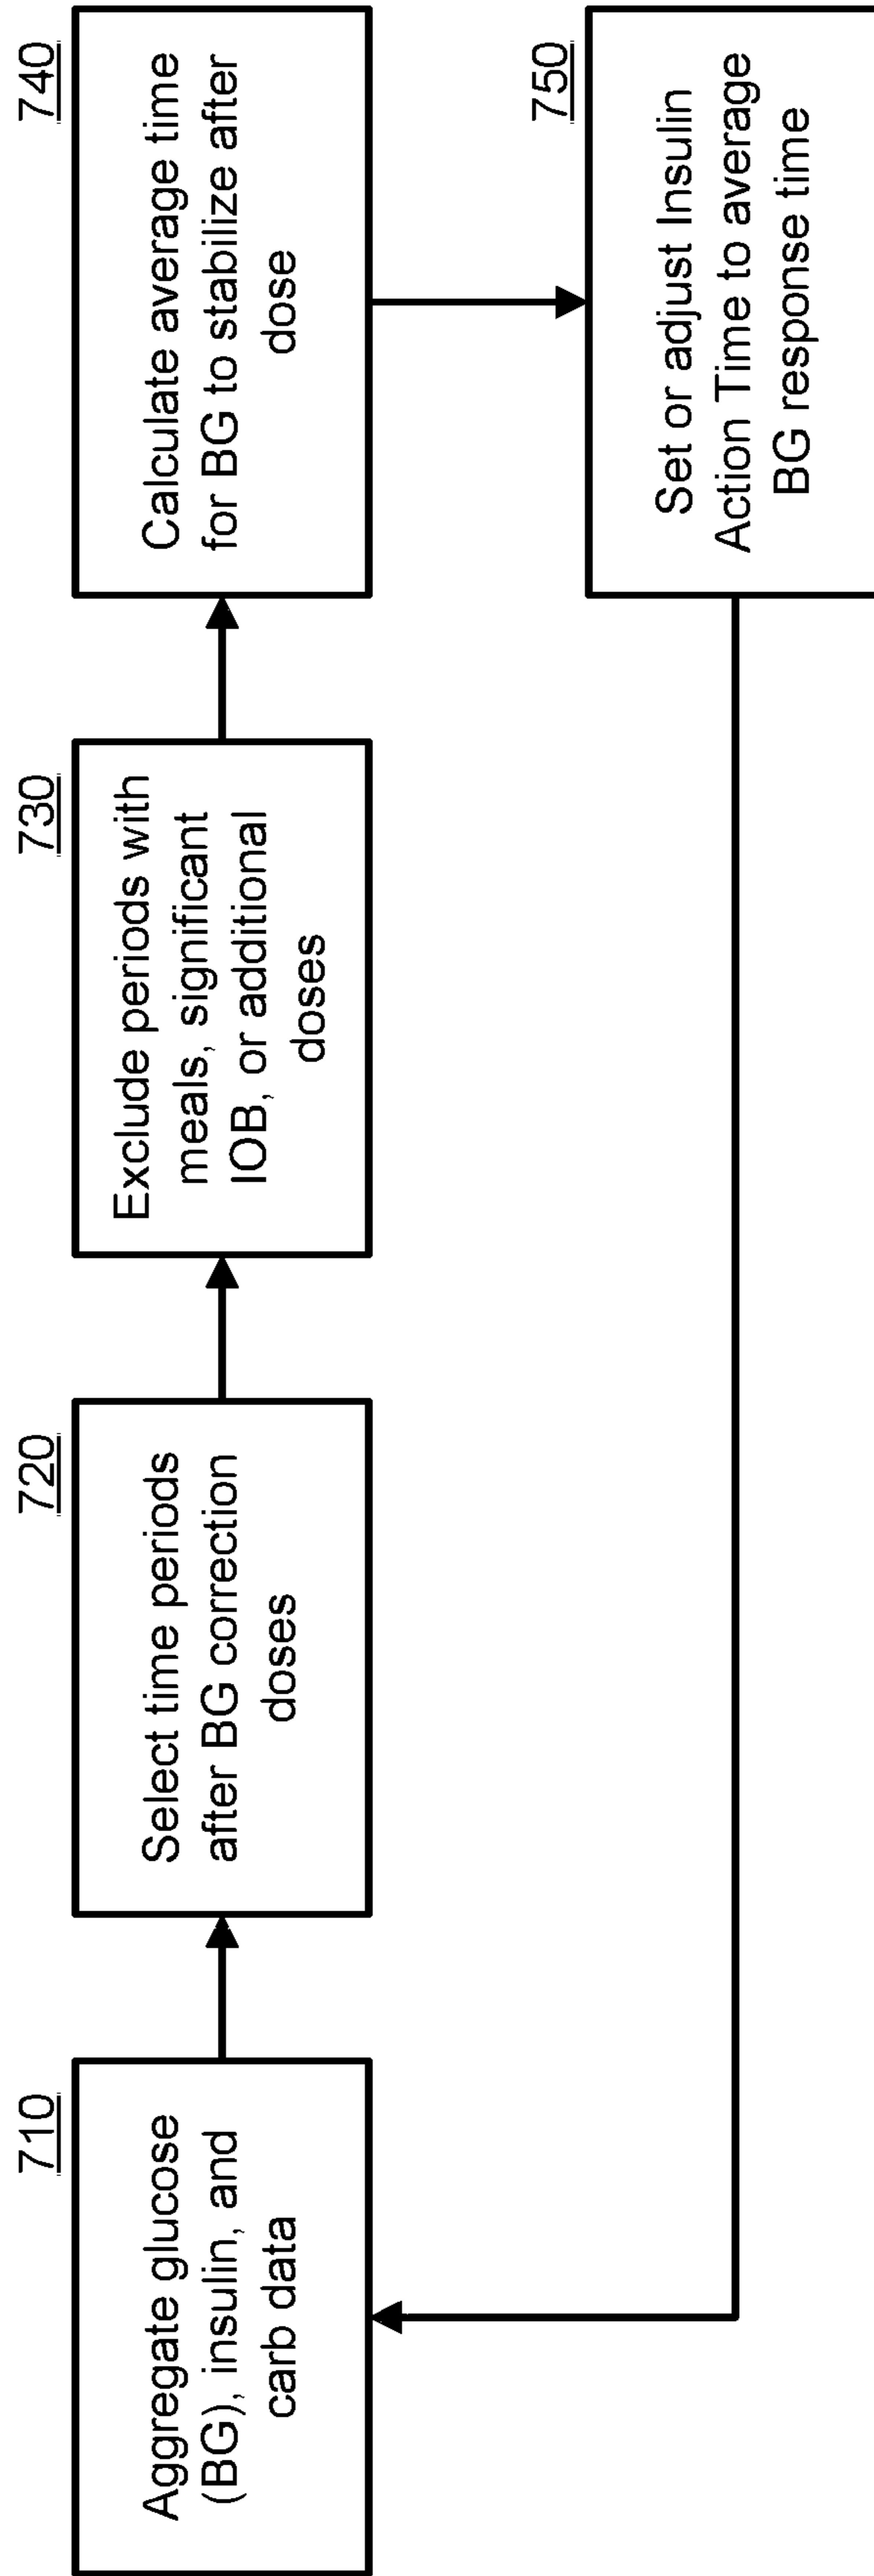 710
Aggregate glucose
(BG), insulin, and
carb data
720
Select time periods
after BG correction
doses
730
Exclude periods with
meals, significant
IOB, or additional
doses
740
Calculate average time
for BG to stabilize after
dose
750
Set or adjust Insulin
Action Time to average
BG response time